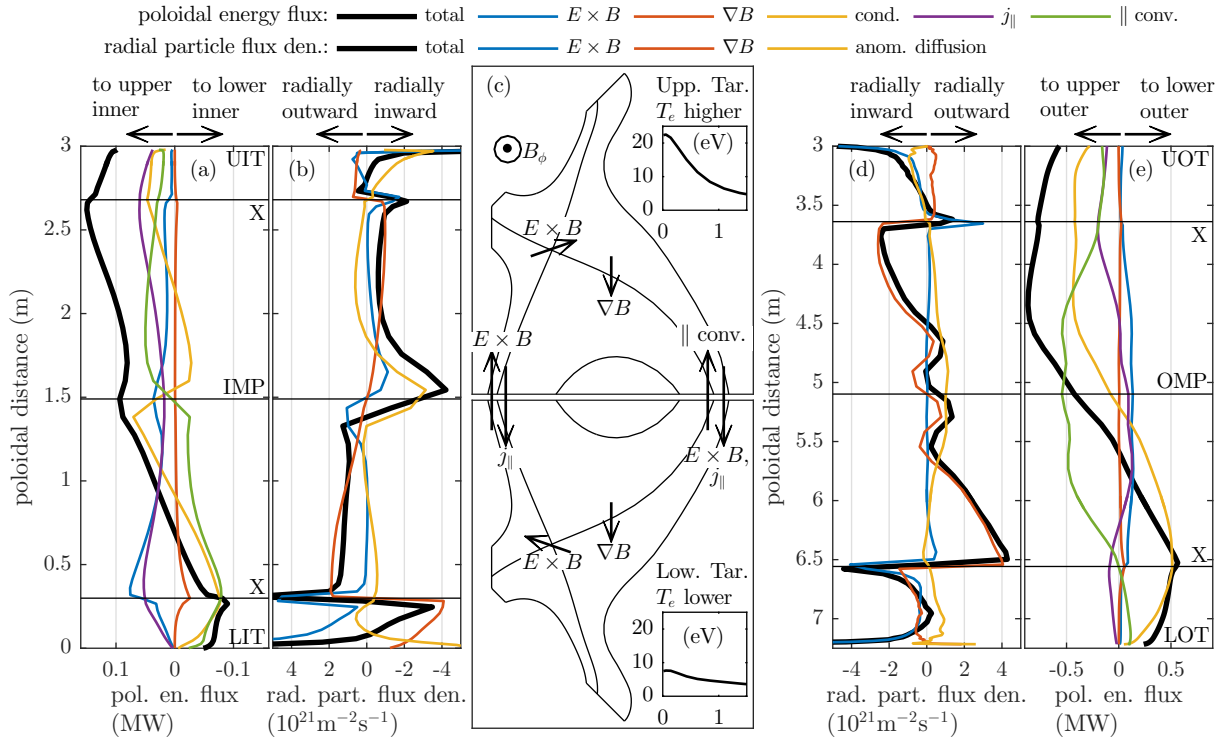 poloidal energy flux: total E × B ∇B cond. j∥ ∥ conv.
radial particle flux den.: total E × B ∇B anom. diffusion
to upper inner
to lower inner
radially outward
radially inward
(a)
UIT
X
IMP
X
LIT
3
2.5
2
1.5
1
0.5
0
poloidal distance (m)
0.1 0 -0.1
pol. en. flux
(MW)
(b)
4 2 0 -2 -4
rad. part. flux den.
(10²¹m⁻²s⁻¹)
(c)
Bϕ
Upp. Tar.
Te higher
(eV)
20
10
0
0 1
E × B
∇B
E × B
∥ conv.
j∥
E × B,
j∥
∇B
E × B
Low. Tar.
Te lower
(eV)
20
10
0
0 1
radially inward
radially outward
to upper outer
to lower outer
(d)
3
3.5
4
4.5
5
5.5
6
6.5
7
poloidal distance (m)
-4 -2 0 2 4
rad. part. flux den.
(10²¹m⁻²s⁻¹)
(e)
UOT
X
OMP
X
LOT
-0.5 0 0.5
pol. en. flux
(MW)